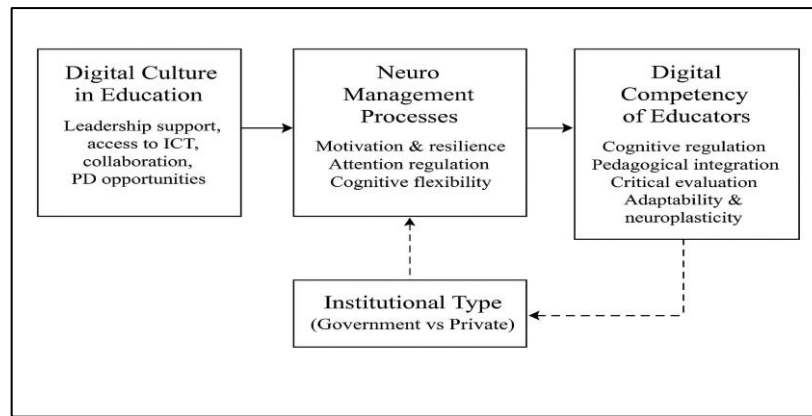 Digital Culture
in Education
Leadership support,
access to ICT,
collaboration,
PD opportunities
Neuro
Management
Processes
Motivation & resilience
Attention regulation
Cognitive flexibility
Digital
Competency
of Educators
Cognitive regulation
Pedagogical integration
Critical evaluation
Adaptability &
neuroplasticity
Institutional Type
(Government vs Private)